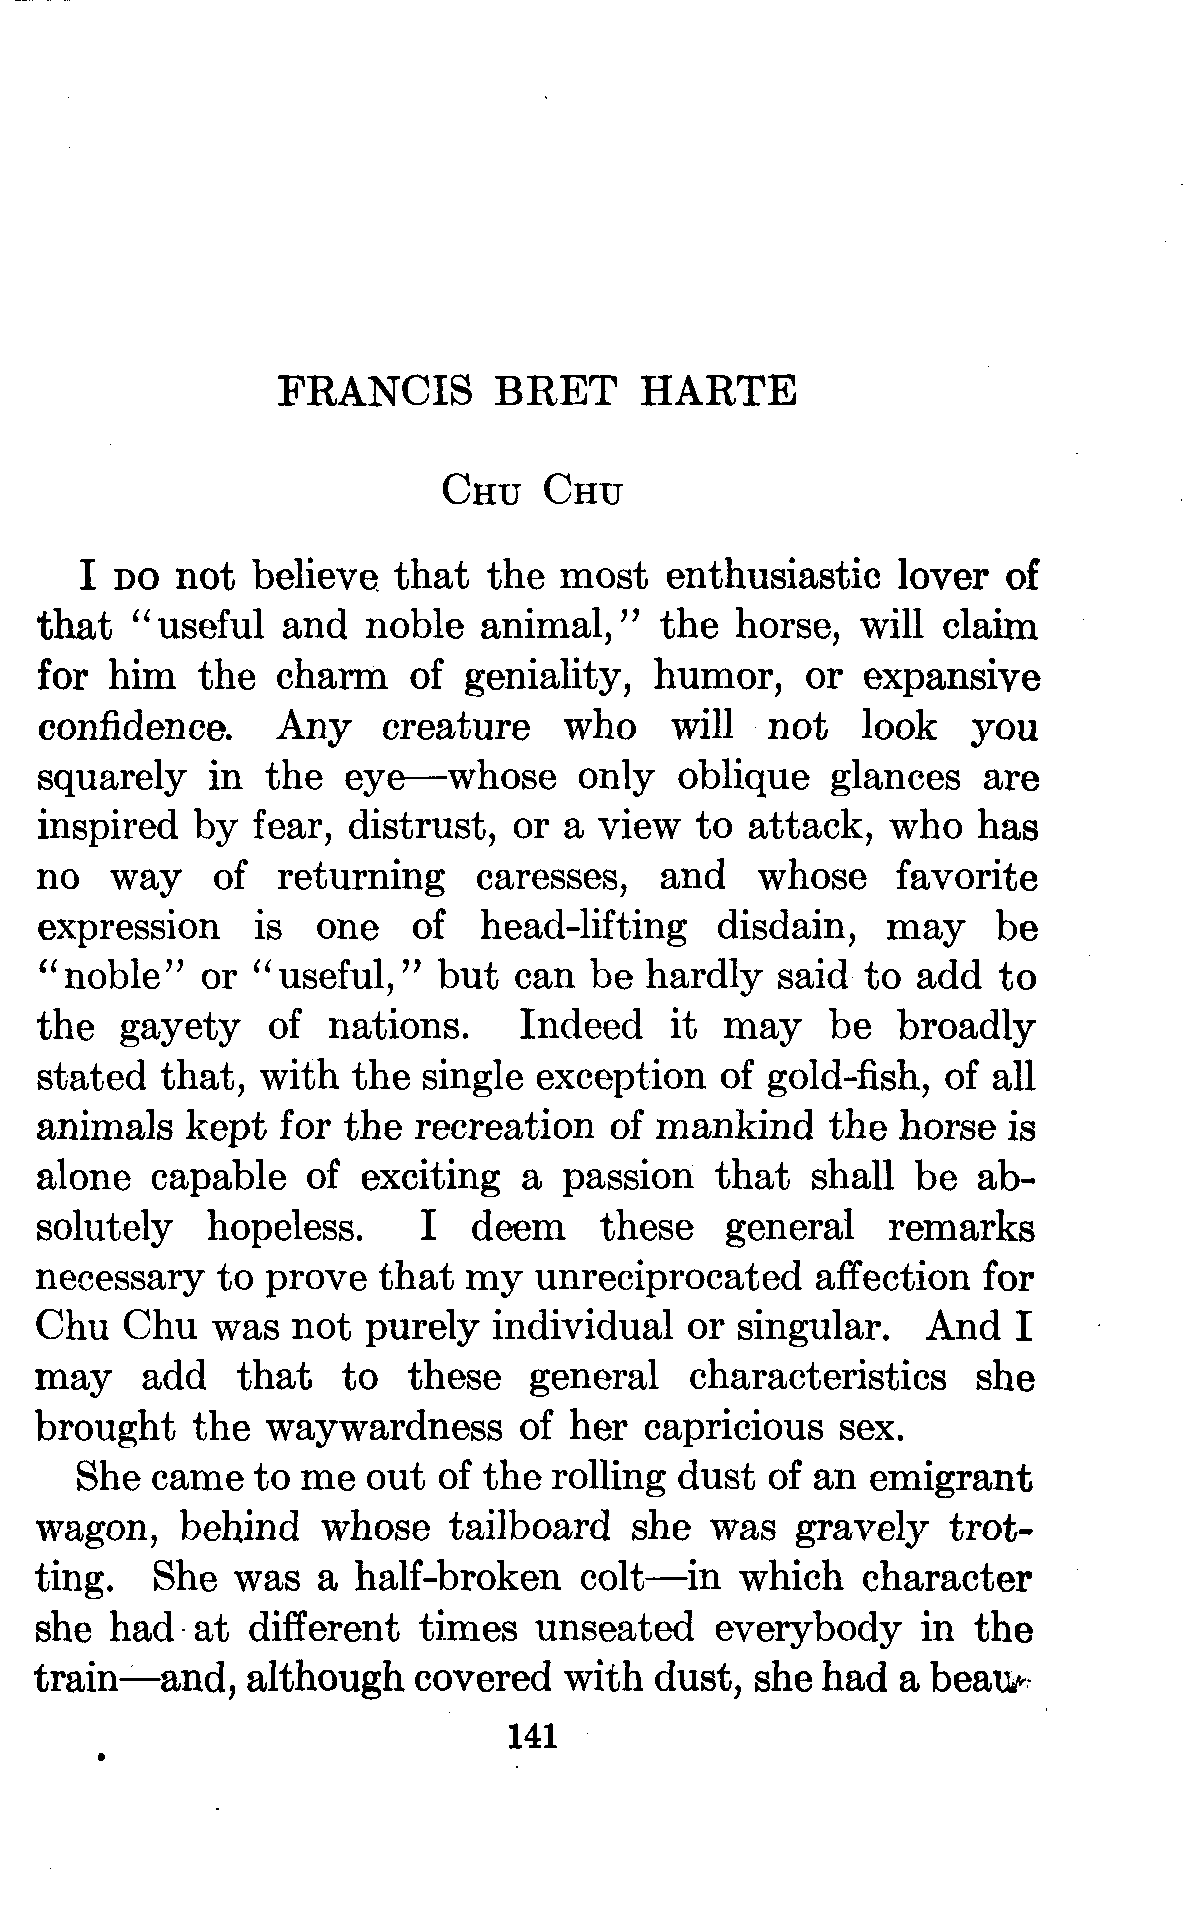 FRANCIS BRET HARTE
CHU CHU
I DO not believe that the most enthusiastic lover of
that "useful and noble animal," the horse, will claim
for him the charm of geniality, humor, or expansive
confidence. Any creature who will not look you
squarely in the eye—whose only oblique glances are
inspired by fear, distrust, or a view to attack, who has
no way of returning caresses, and whose favorite
expression is one of head-lifting disdain, may be
"noble" or "useful," but can be hardly said to add to
the gayety of nations. Indeed it may be broadly
stated that, with the single exception of gold-fish, of all
animals kept for the recreation of mankind the horse is
alone capable of exciting a passion that shall be ab-
solutely hopeless. I deem these general remarks
necessary to prove that my unreciprocated affection for
Chu Chu was not purely individual or singular. And I
may add that to these general characteristics she
brought the waywardness of her capricious sex.
She came to me out of the rolling dust of an emigrant
wagon, behind whose tailboard she was gravely trot-
ting. She was a half-broken colt—in which character
she had at different times unseated everybody in the
train—and, although covered with dust, she had a beau-
141